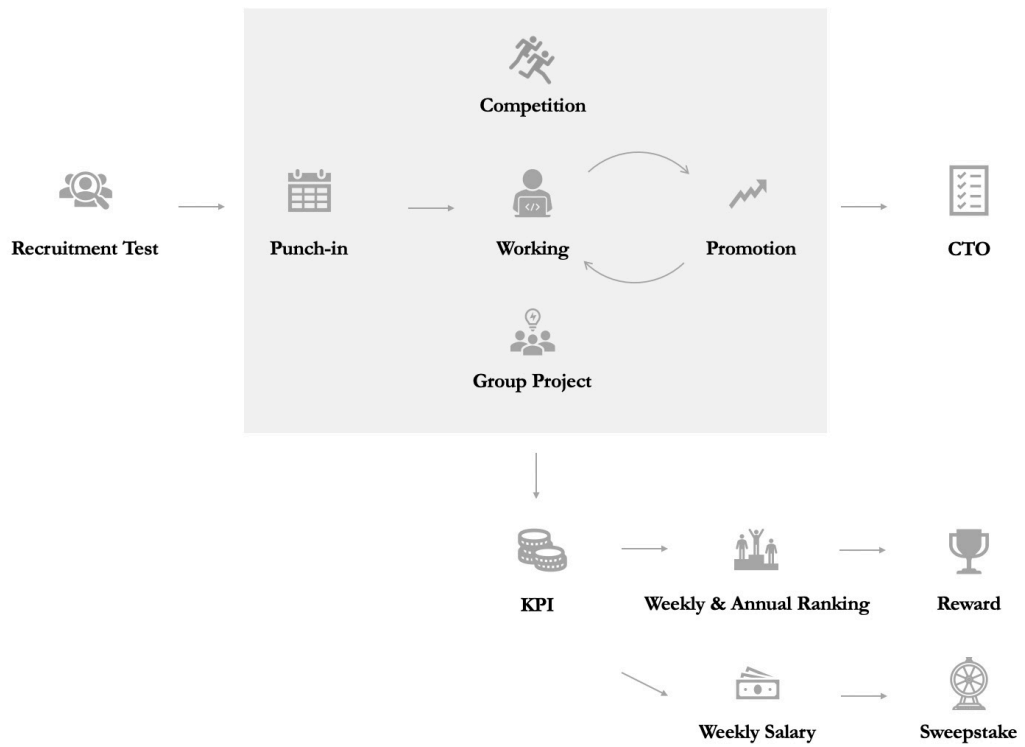 Competition
Recruitment Test
Punch-in
</>
Working
Promotion
CTO
Group Project
KPI
Weekly & Annual Ranking
Reward
Weekly Salary
Sweepstake